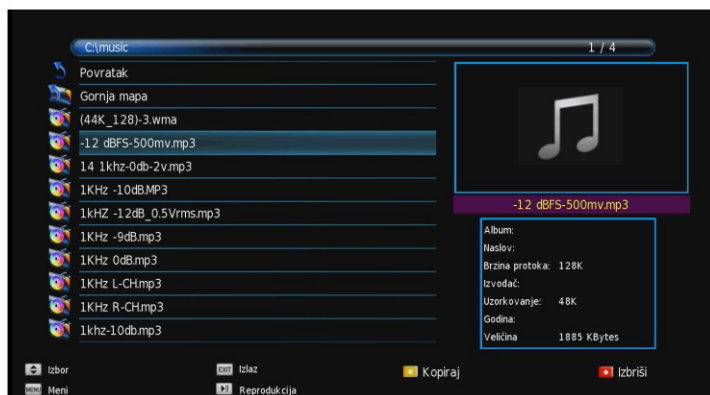 C:\music 1 / 4
Povratak
Gornja mapa
(44K_128)-3.wma
-12 dBFS-500mv.mp3
14 1khz-0db-2v.mp3
1KHz -10dB.MP3
1kHZ -12dB_0.5Vrms.mp3
1KHz -9dB.mp3
1KHz 0dB.mp3
1KHz L-CH.mp3
1KHz R-CH.mp3
1khz-10db.mp3
-12 dBFS-500mv.mp3
Album:
Naslov:
Brzina protoka: 128K
Izvođač:
Uzorkovanje: 48K
Godina:
Veličina 1885 KBytes
Izbor
EXIT Izlaz
Kopiraj
Izbriši
MENU Meni
Reprodukcija